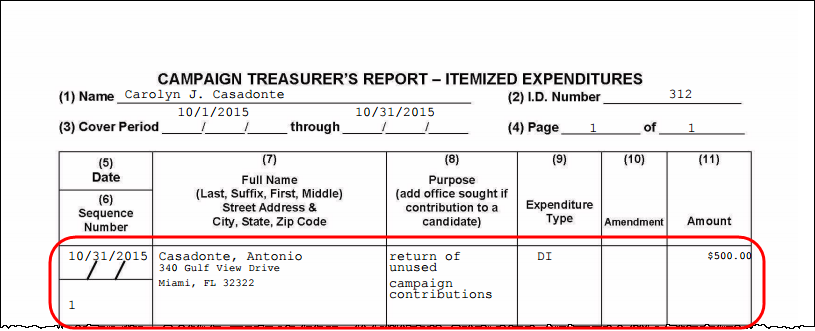 CAMPAIGN TREASURER'S REPORT – ITEMIZED EXPENDITURES
(1) Name Carolyn J. Casadonte (2) I.D. Number 312
(3) Cover Period 10/1/2015 through 10/31/2015 (4) Page 1 of 1
(5)
Date
(6)
Sequence
Number
(7)
Full Name
(Last, Suffix, First, Middle)
Street Address &
City, State, Zip Code
(8)
Purpose
(add office sought if
contribution to a
candidate)
(9)
Expenditure
Type
(10)
Amendment
(11)
Amount
10/31/2015
1
Casadonte, Antonio
340 Gulf View Drive
Miami, FL 32322
return of
unused
campaign
contributions
DI
$500.00